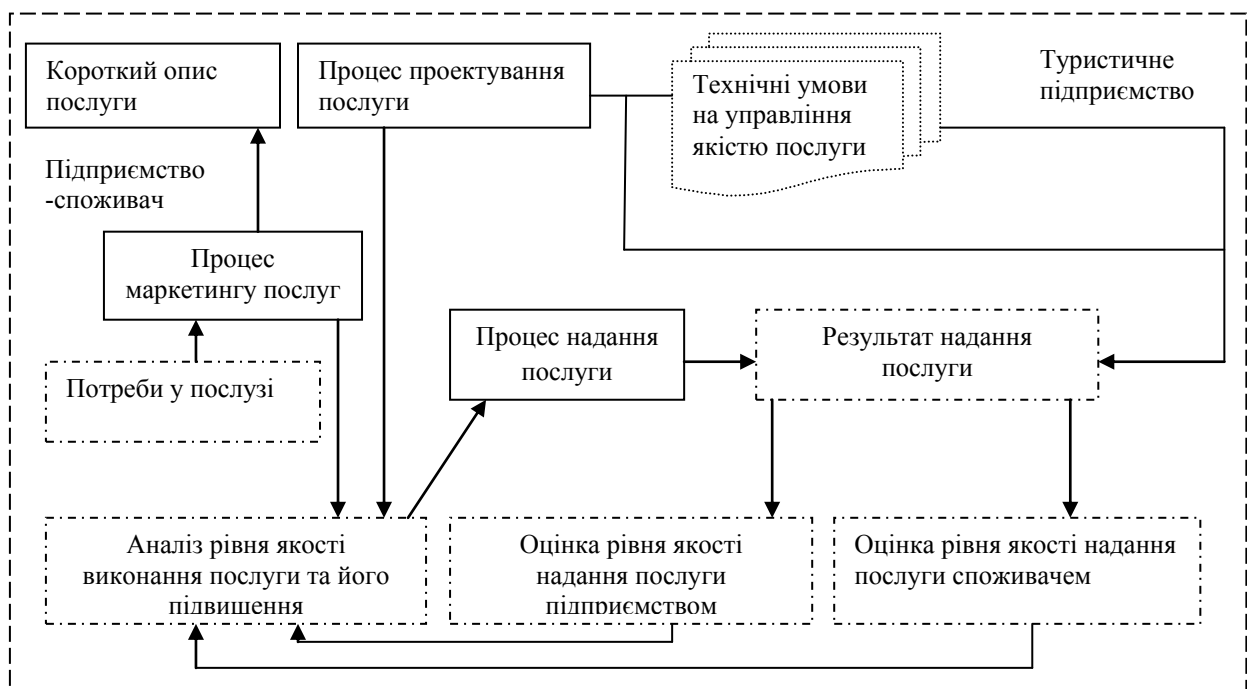 Короткий опис
послуги
Процес проектування
послуги
Технічні умови
на управління
якістю послуги
Туристичне
підприємство
Підприємство
-споживач
Процес
маркетингу послуг
Потреби у послузі
Процес надання
послуги
Результат надання
послуги
Аналіз рівня якості
виконання послуги та його
підвищення
Оцінка рівня якості
надання послуги
підприємством
Оцінка рівня якості надання
послуги споживачем